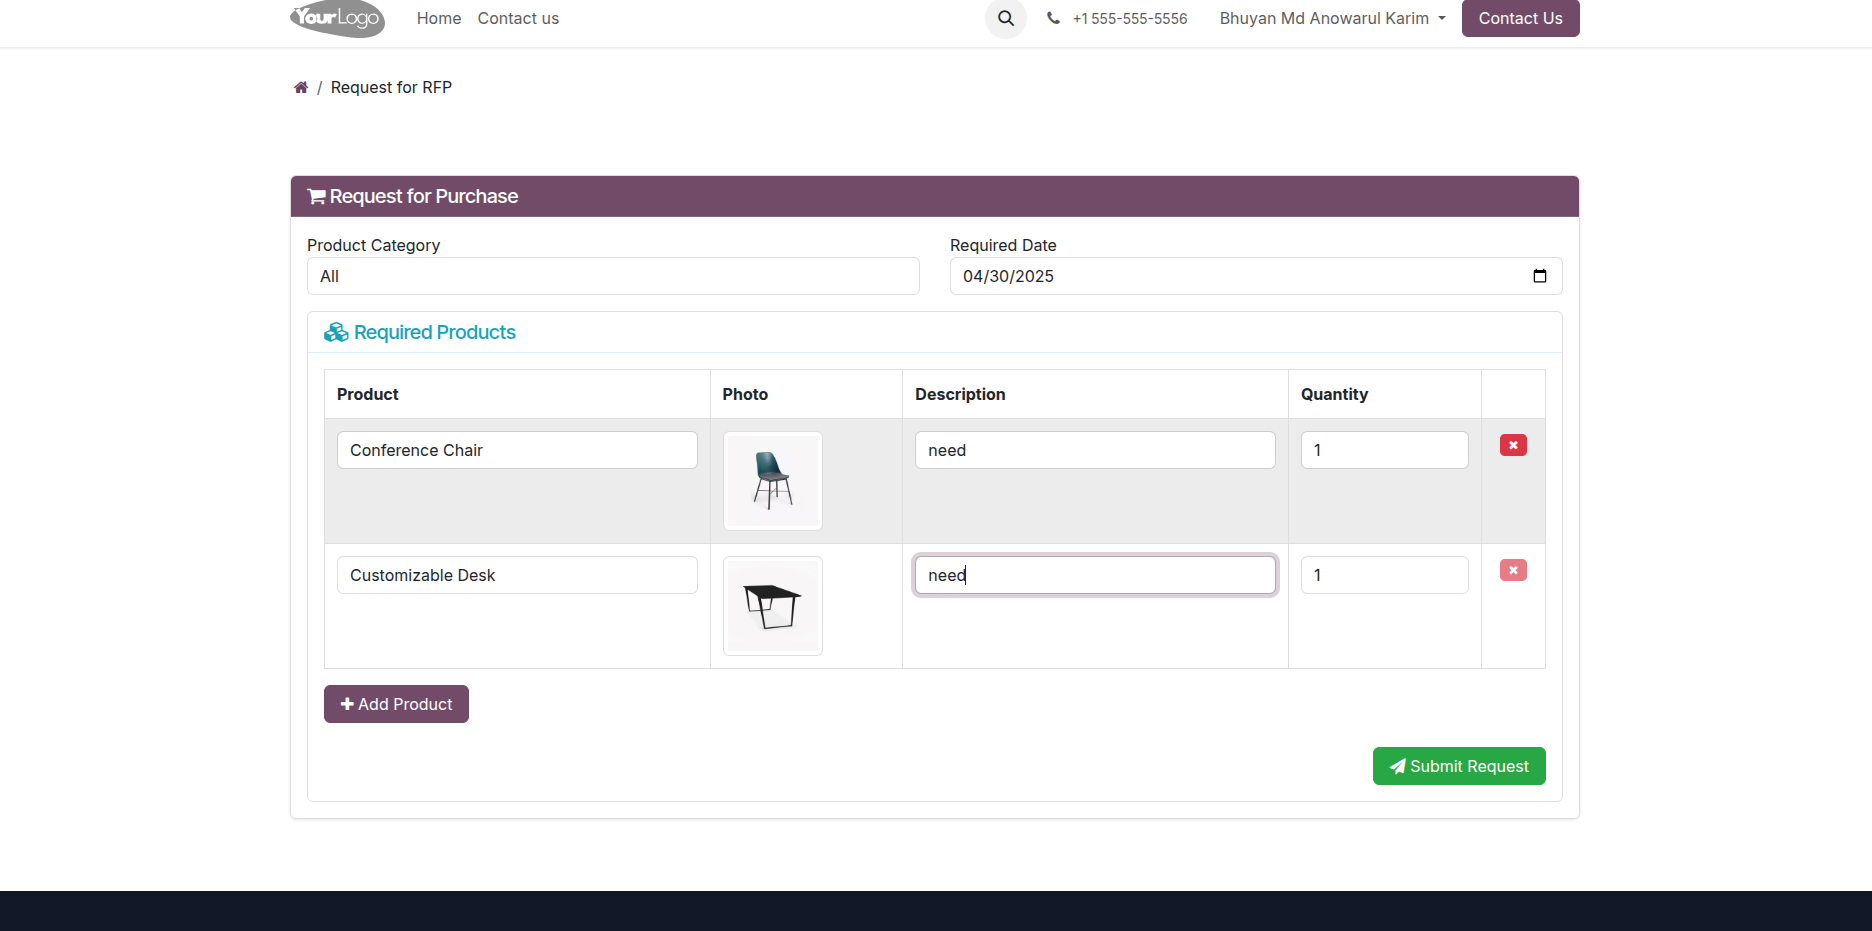 YourLogo
Home Contact us
+1 555-555-5556 Bhuyan Md Anowarul Karim Contact Us
/ Request for RFP
Request for Purchase
Product Category Required Date
All 04/30/2025
Required Products
Product Photo Description Quantity
Conference Chair need 1
Customizable Desk need 1
Add Product
Submit Request